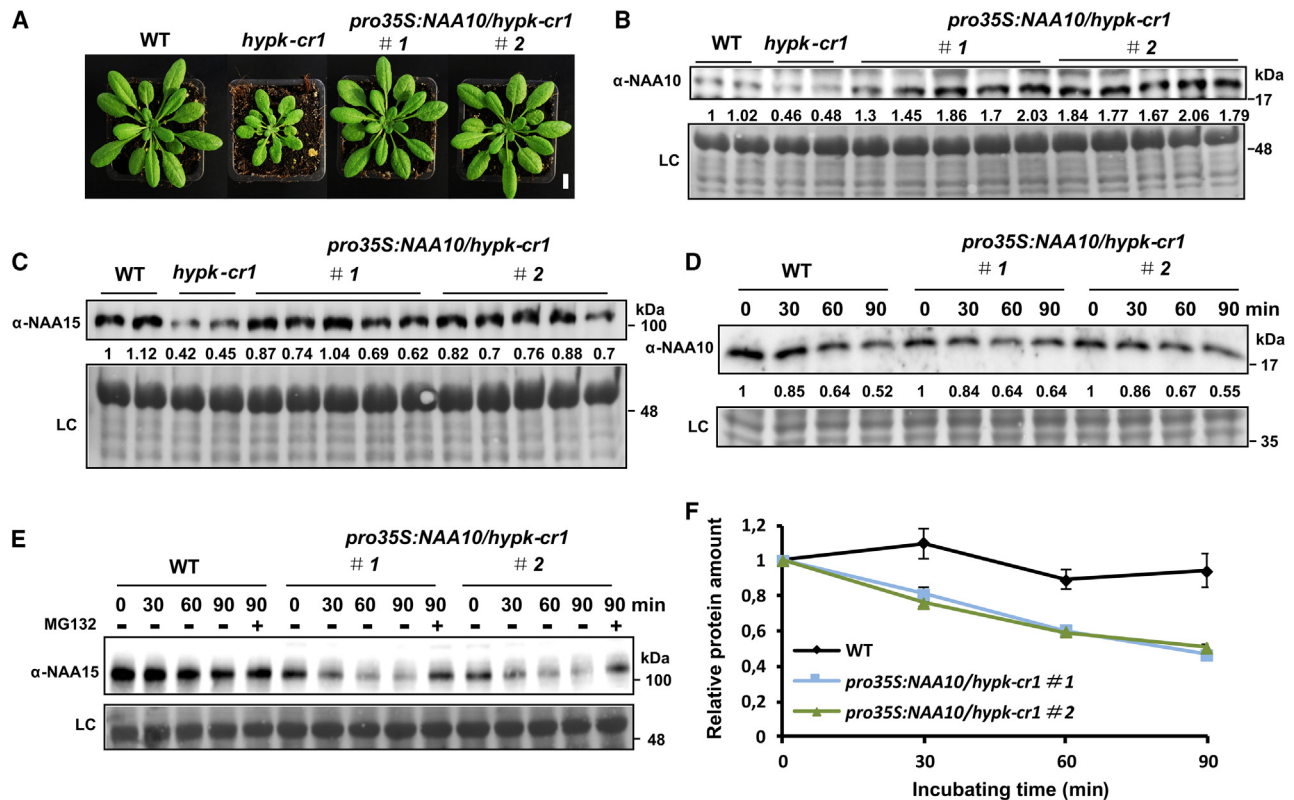 A
WT
hypk-cr1
pro35S:NAA10/hypk-cr1
# 1
# 2
B
WT
hypk-cr1
pro35S:NAA10/hypk-cr1
# 1
# 2
α-NAA10
kDa
-17
1 1.02 0.46 0.48 1.3 1.45 1.86 1.7 2.03 1.84 1.77 1.67 2.06 1.79
LC
-48
C
WT
hypk-cr1
pro35S:NAA10/hypk-cr1
# 1
# 2
α-NAA15
kDa
- 100
1 1.12 0.42 0.45 0.87 0.74 1.04 0.69 0.62 0.82 0.7 0.76 0.88 0.7
LC
- 48
D
WT
pro35S:NAA10/hypk-cr1
# 1
# 2
0 30 60 90 0 30 60 90 0 30 60 90 min
α-NAA10
kDa
- 17
1 0.85 0.64 0.52 1 0.84 0.64 0.64 1 0.86 0.67 0.55
LC
- 35
E
WT
pro35S:NAA10/hypk-cr1
# 1
# 2
0 30 60 90 90 0 30 60 90 90 0 30 60 90 90 min
MG132 - - - - + - - - - + - - - - +
α-NAA15
kDa
- 100
LC
- 48
F
Relative protein amount
1,2
1
0,8
0,6
0,4
0,2
0
WT
pro35S:NAA10/hypk-cr1 #1
pro35S:NAA10/hypk-cr1 #2
0 30 60 90
Incubating time (min)